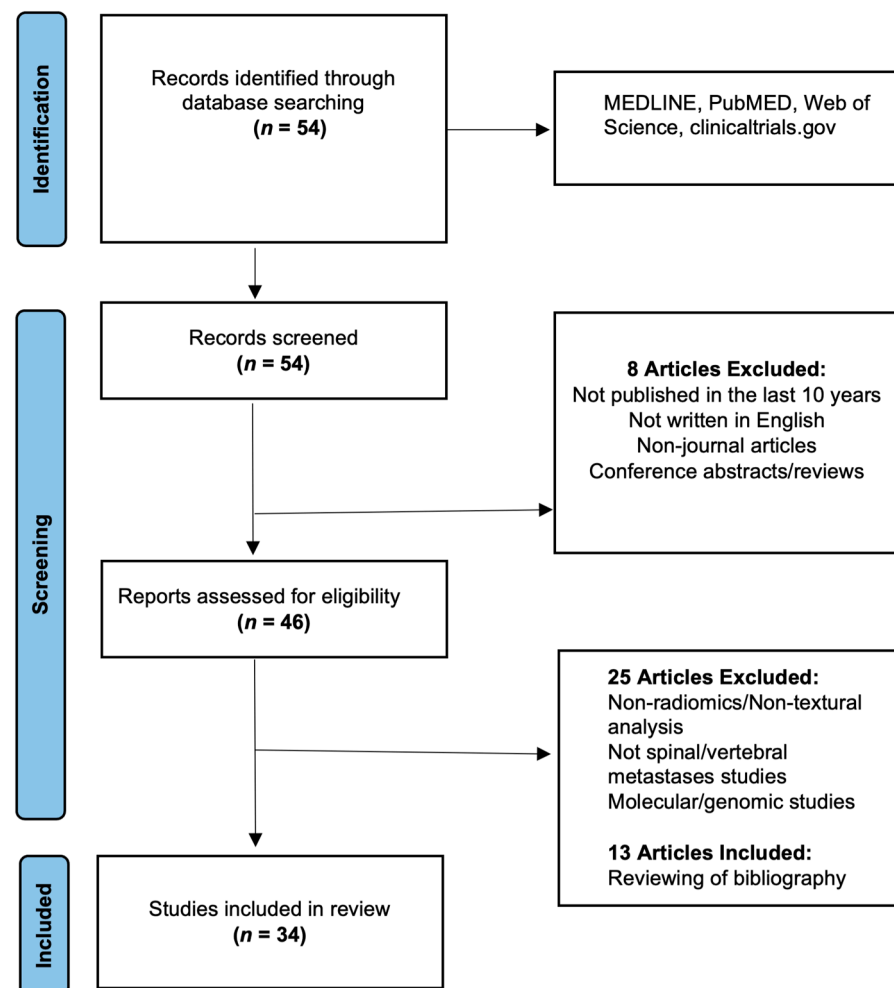 Identification
Records identified through
database searching
(n = 54)
MEDLINE, PubMED, Web of
Science, clinicaltrials.gov
Screening
Records screened
(n = 54)
8 Articles Excluded:
Not published in the last 10 years
Not written in English
Non-journal articles
Conference abstracts/reviews
Reports assessed for eligibility
(n = 46)
25 Articles Excluded:
Non-radiomics/Non-textural
analysis
Not spinal/vertebral
metastases studies
Molecular/genomic studies
13 Articles Included:
Reviewing of bibliography
Included
Studies included in review
(n = 34)